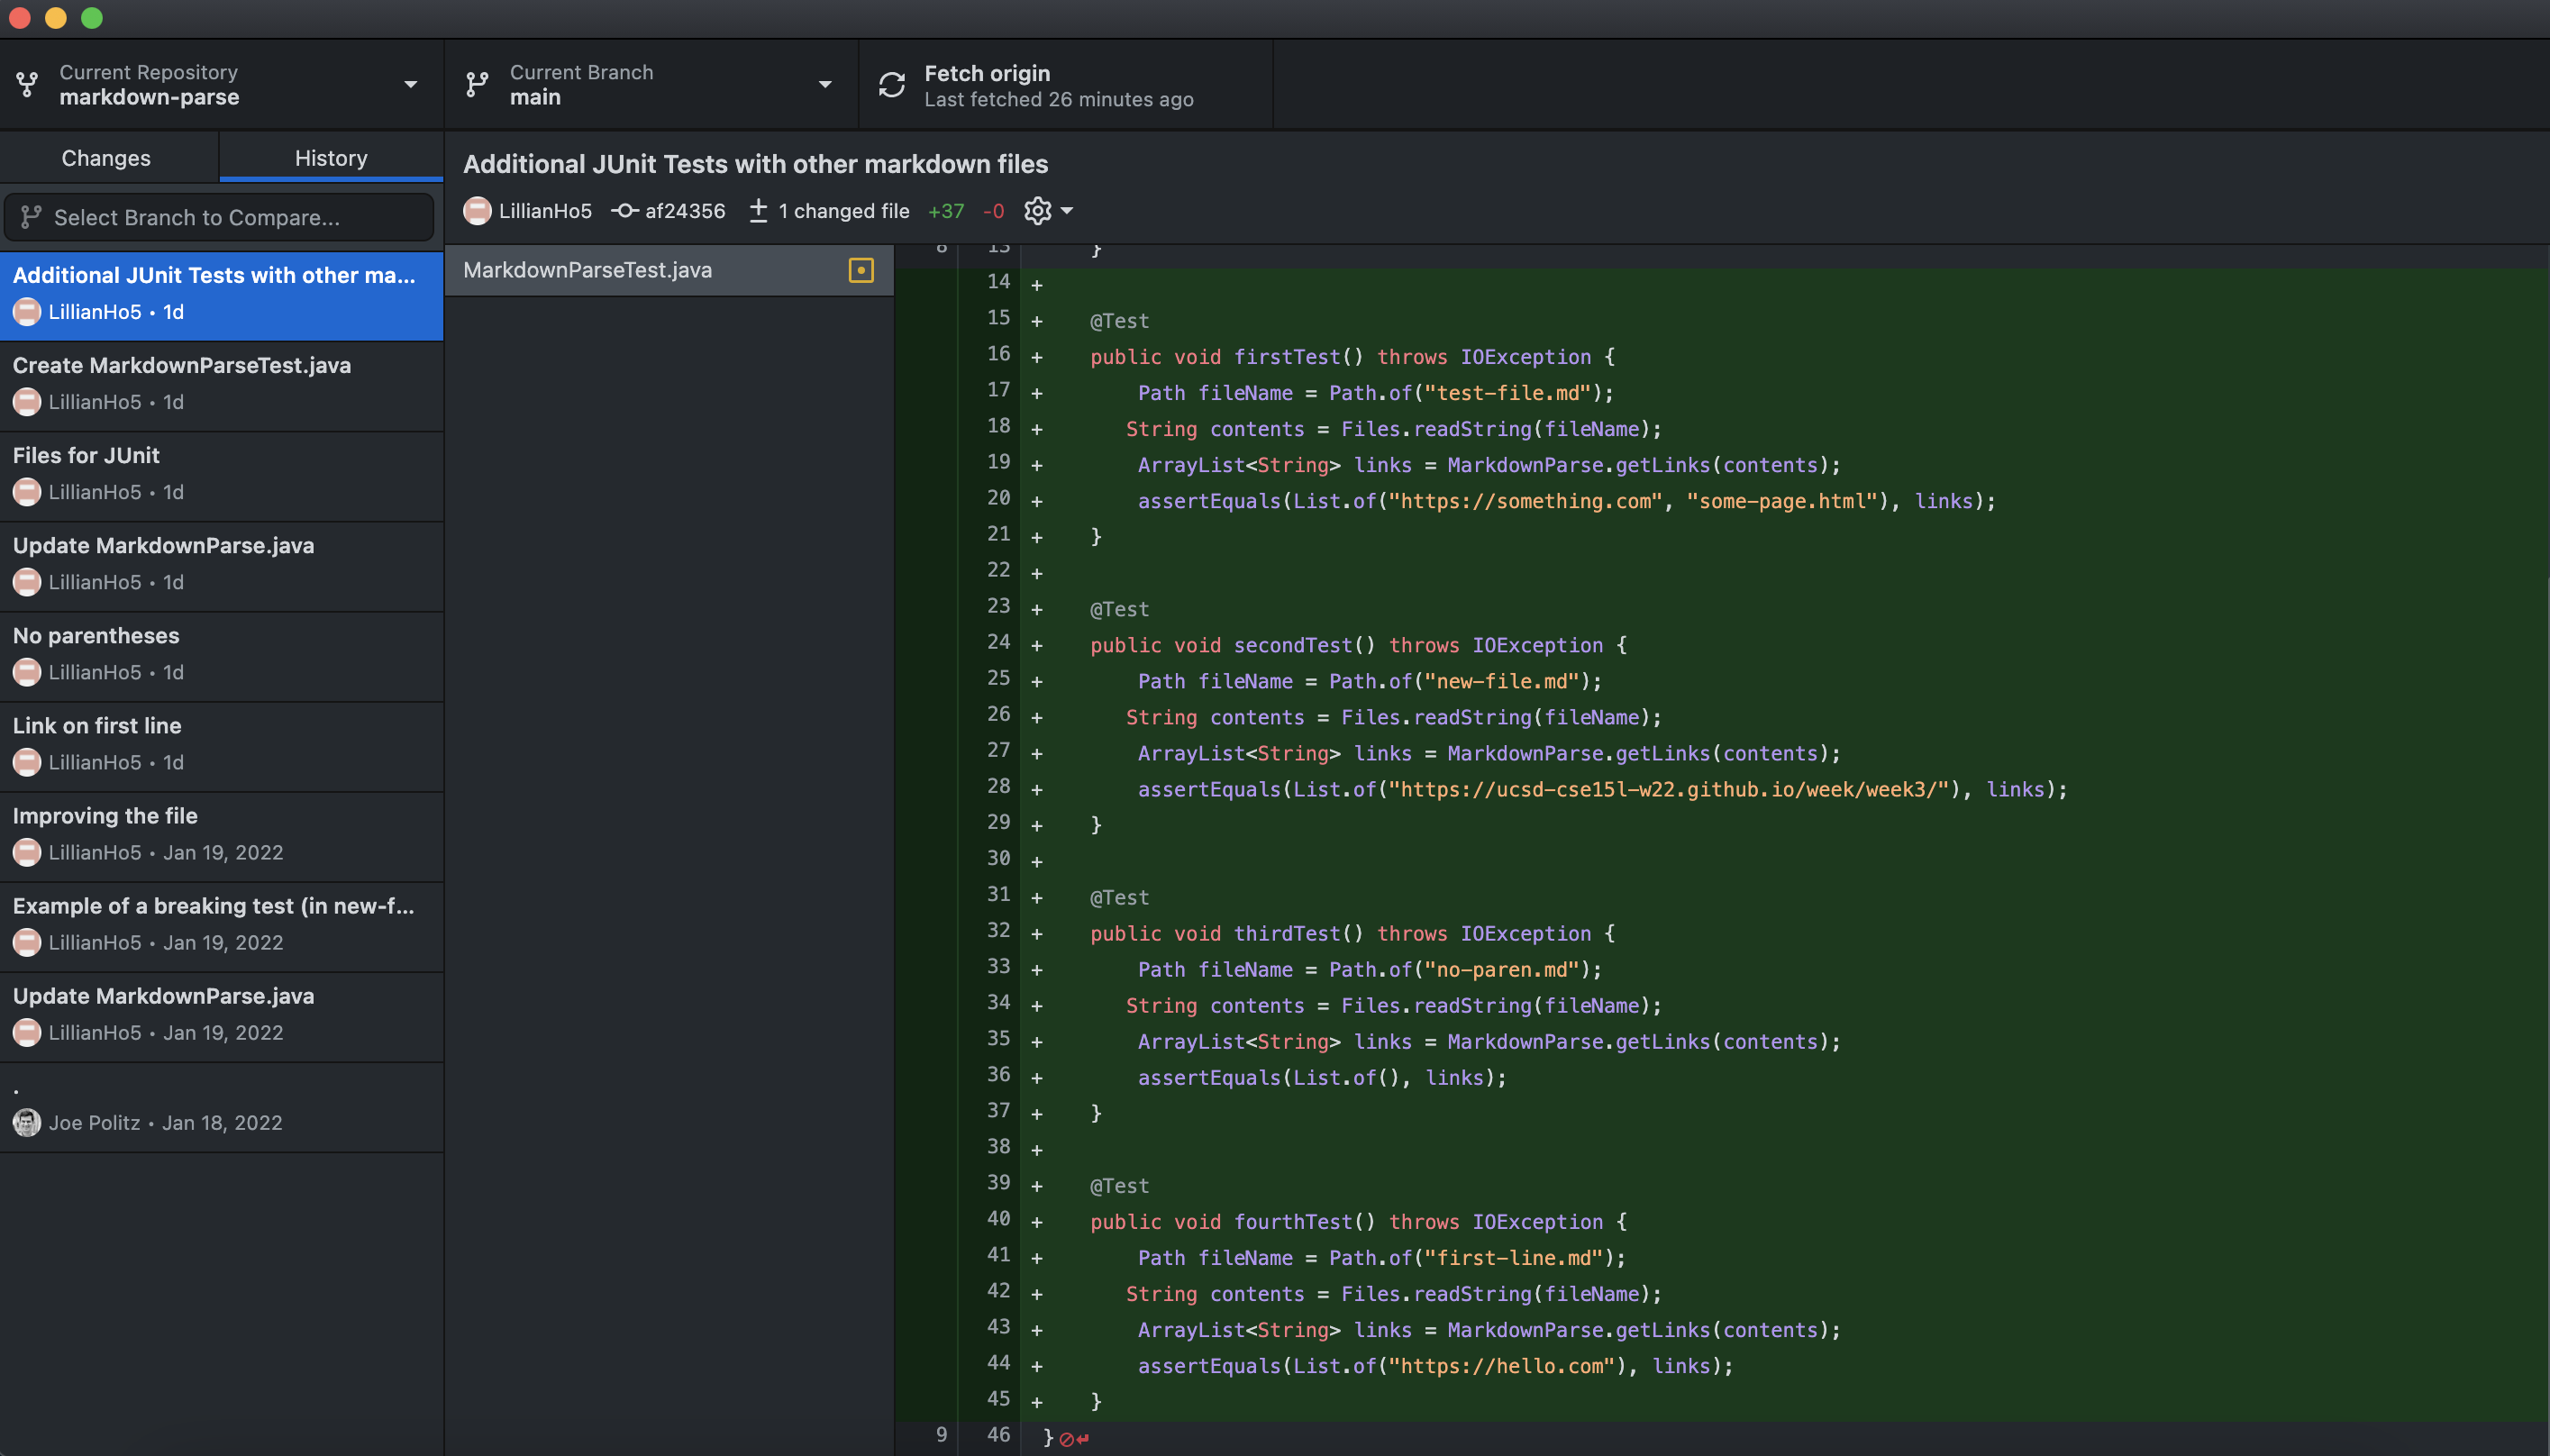 Current Repository
markdown-parse
Current Branch
main
Fetch origin
Last fetched 26 minutes ago
Changes
History
Select Branch to Compare...
Additional JUnit Tests with other ma...
LillianHo5 • 1d
Create MarkdownParseTest.java
LillianHo5 • 1d
Files for JUnit
LillianHo5 • 1d
Update MarkdownParse.java
LillianHo5 • 1d
No parentheses
LillianHo5 • 1d
Link on first line
LillianHo5 • 1d
Improving the file
LillianHo5 • Jan 19, 2022
Example of a breaking test (in new-f...
LillianHo5 • Jan 19, 2022
Update MarkdownParse.java
LillianHo5 • Jan 19, 2022
.
Joe Politz • Jan 18, 2022
Additional JUnit Tests with other markdown files
LillianHo5 af24356 ± 1 changed file +37 -0
MarkdownParseTest.java
8 13 }
14 +
15 + @Test
16 + public void firstTest() throws IOException {
17 + Path fileName = Path.of("test-file.md");
18 + String contents = Files.readString(fileName);
19 + ArrayList<String> links = MarkdownParse.getLinks(contents);
20 + assertEquals(List.of("https://something.com", "some-page.html"), links);
21 + }
22 +
23 + @Test
24 + public void secondTest() throws IOException {
25 + Path fileName = Path.of("new-file.md");
26 + String contents = Files.readString(fileName);
27 + ArrayList<String> links = MarkdownParse.getLinks(contents);
28 + assertEquals(List.of("https://ucsd-cse15l-w22.github.io/week/week3/"), links);
29 + }
30 +
31 + @Test
32 + public void thirdTest() throws IOException {
33 + Path fileName = Path.of("no-paren.md");
34 + String contents = Files.readString(fileName);
35 + ArrayList<String> links = MarkdownParse.getLinks(contents);
36 + assertEquals(List.of(), links);
37 + }
38 +
39 + @Test
40 + public void fourthTest() throws IOException {
41 + Path fileName = Path.of("first-line.md");
42 + String contents = Files.readString(fileName);
43 + ArrayList<String> links = MarkdownParse.getLinks(contents);
44 + assertEquals(List.of("https://hello.com"), links);
45 + }
9 46 }